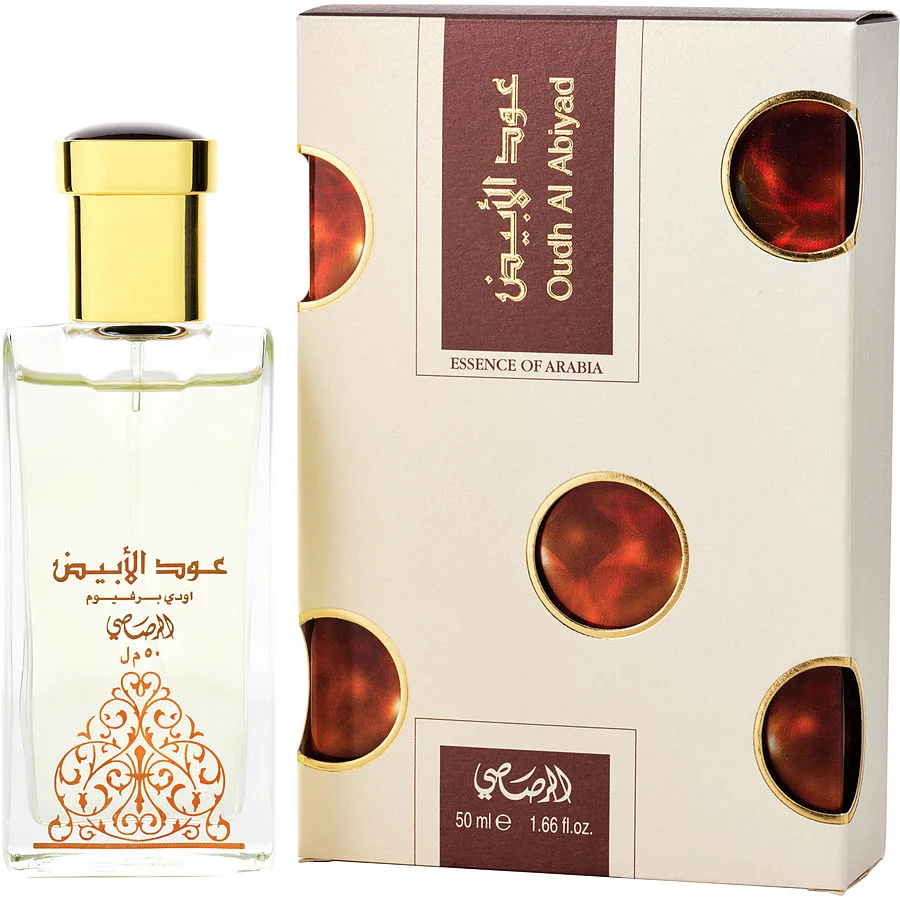 عود الأبيض
اودي برفيوم
الرصاصي
٥٠ م ل
عود الأبيض
Oudh Al Abiyad
ESSENCE OF ARABIA
الرصاصي
50 ml ℮ 1.66 fl.oz.